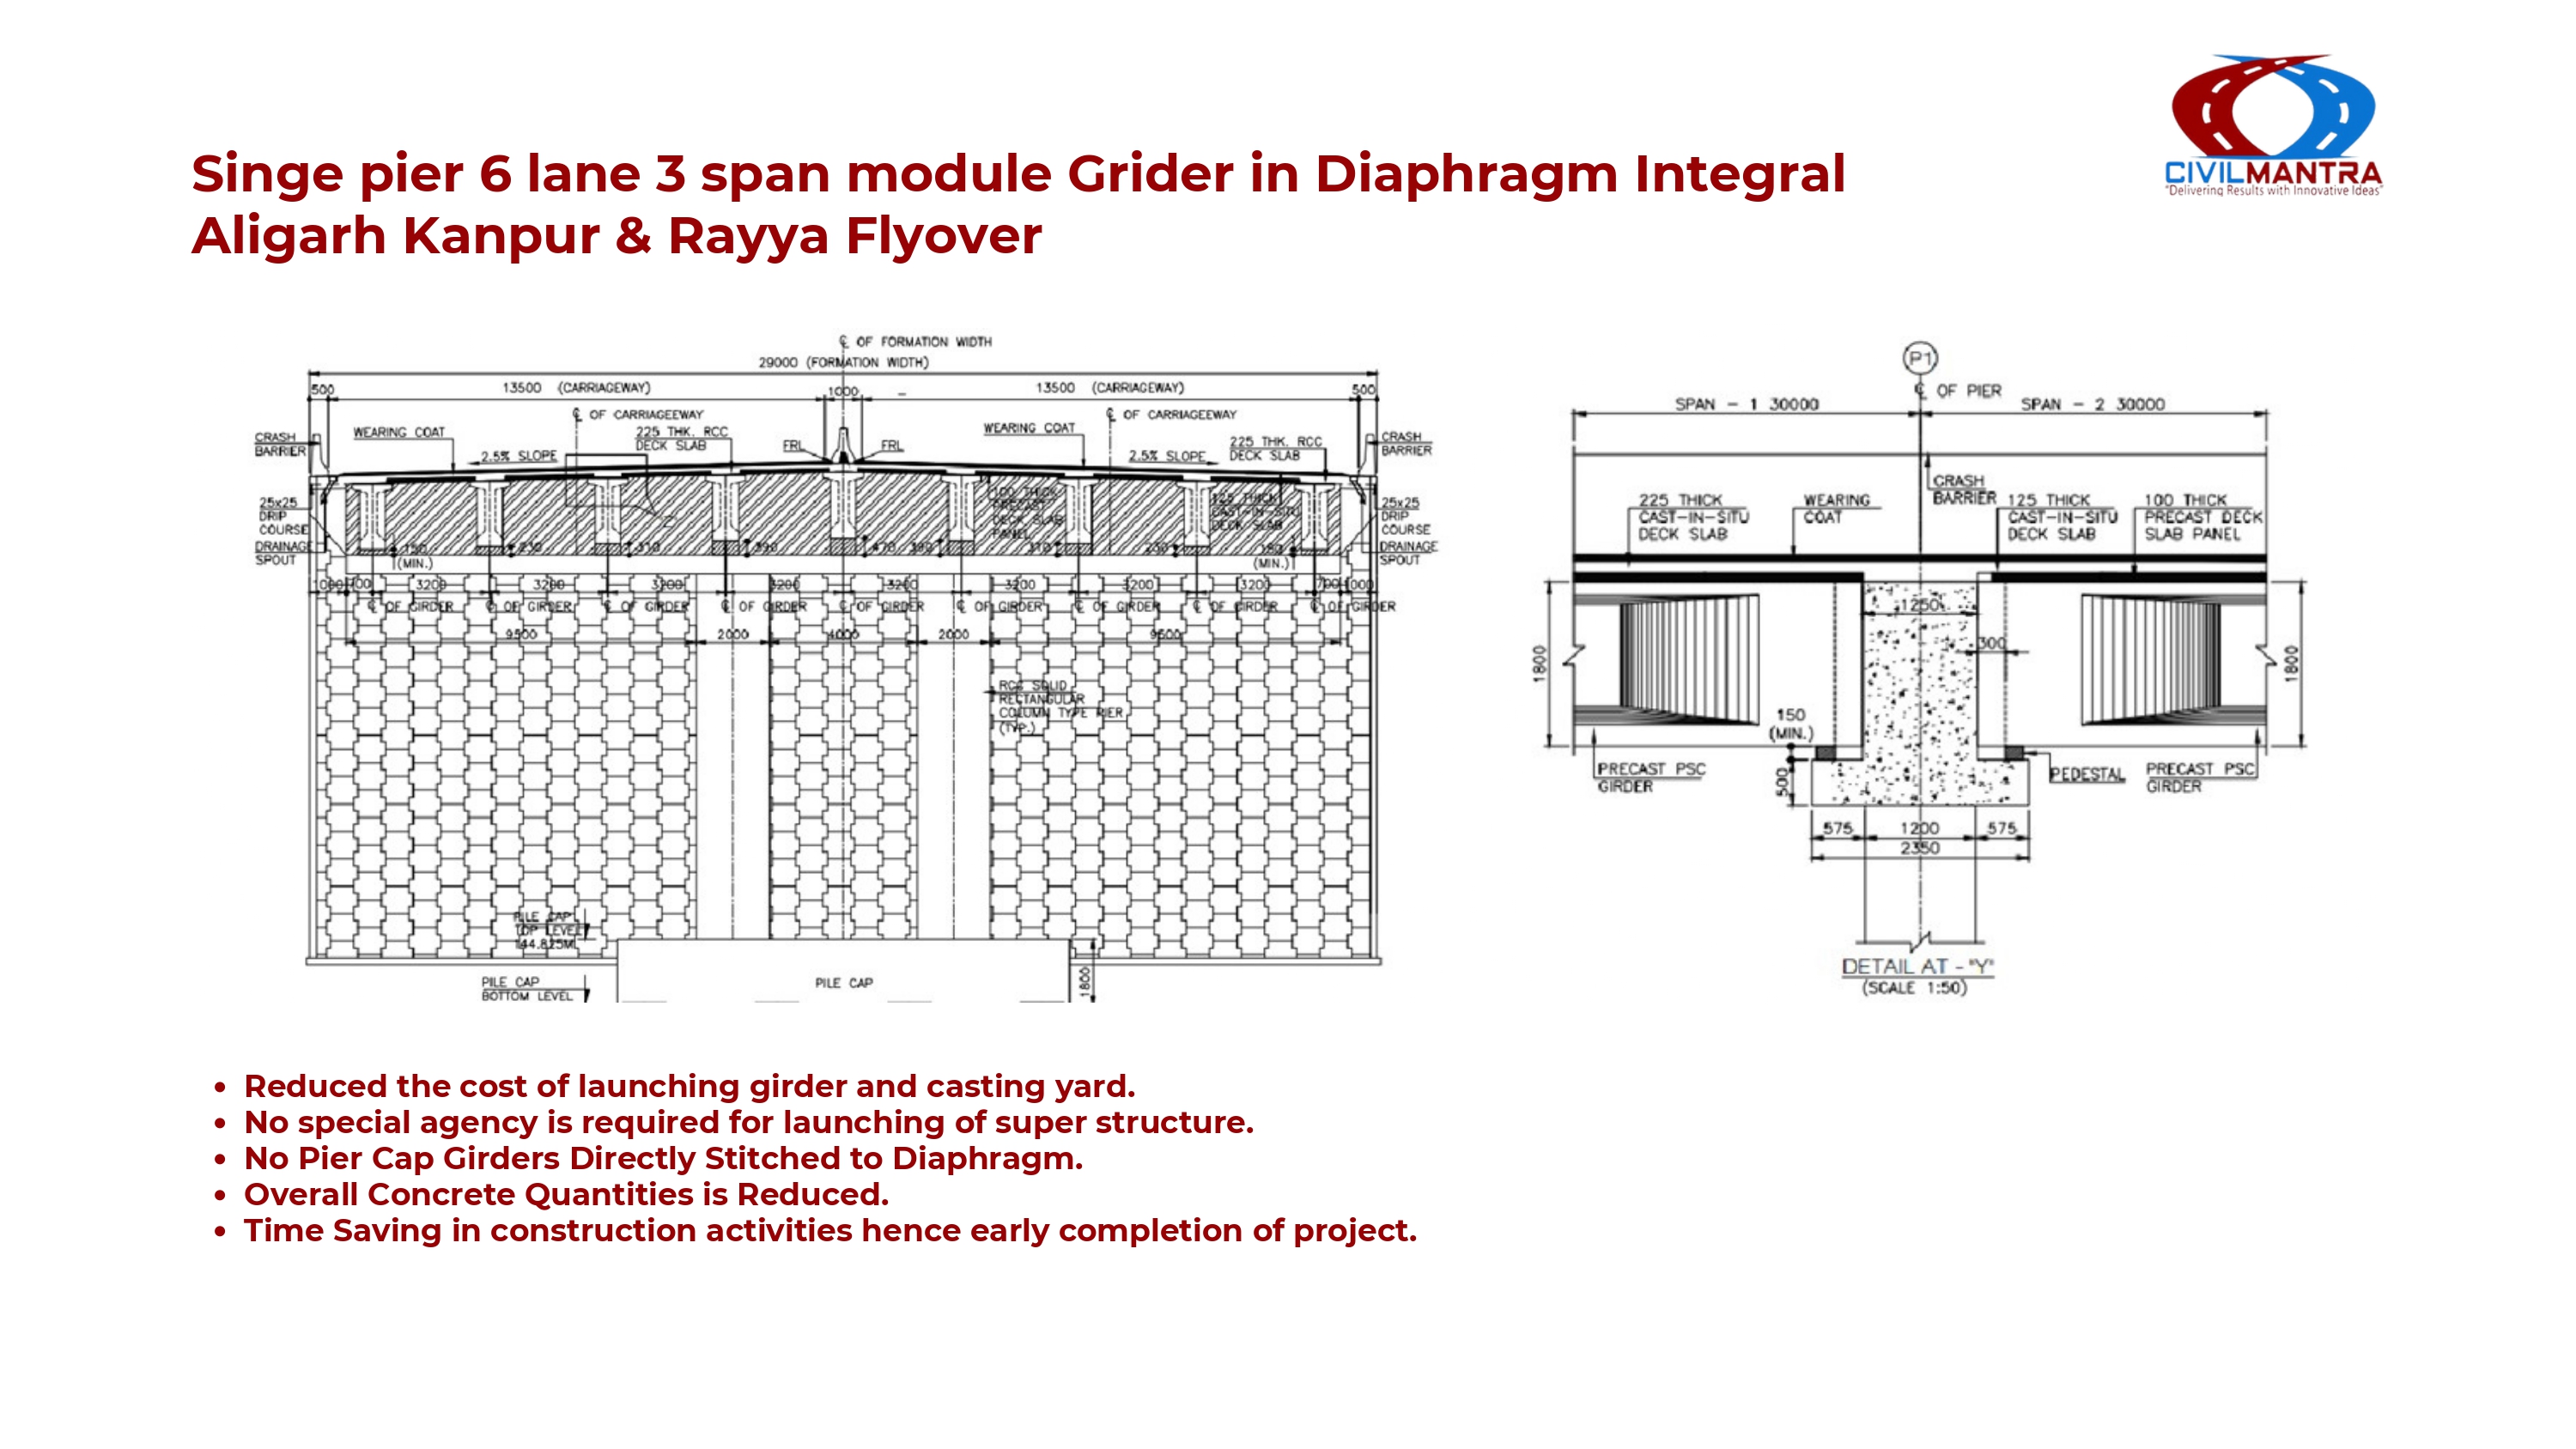 CIVILMANTRA
"Delivering Results with Innovative Ideas"
Singe pier 6 lane 3 span module Grider in Diaphragm Integral
Aligarh Kanpur & Rayya Flyover
℄ OF FORMATION WIDTH
29000 (FORMATION WIDTH)
500 13500 (CARRIAGEWAY) 1000 13500 (CARRIAGEWAY) 500
℄ OF CARRIAGEEWAY ℄ OF CARRIAGEEWAY
CRASH
BARRIER
WEARING COAT
225 THK. RCC
DECK SLAB
FRL FRL
WEARING COAT
225 THK. RCC
DECK SLAB
CRASH
BARRIER
2.5% SLOPE 2.5% SLOPE
25x25
DRIP
COURSE
DRAINAGE
SPOUT
100 THICK
PRECAST
DECK SLAB
PANEL
125 THICK
CAST-IN-SITU
DECK SLAB
25x25
DRIP
COURSE
DRAINAGE
SPOUT
150 230 310 390 470 390 310 230 150
(MIN.) (MIN.)
1000 700 3200 3200 3200 3200 3200 3200 3200 3200 700 1000
℄ OF GIRDER ℄ OF GIRDER ℄ OF GIRDER ℄ OF GIRDER ℄ OF GIRDER ℄ OF GIRDER ℄ OF GIRDER ℄ OF GIRDER ℄ OF GIRDER
2000 4000 2000
RCC SOLID
RECTANGULAR
COLUMN TYPE PIER
(TYP.)
PILE CAP
TOP LEVEL
144.825M
PILE CAP
BOTTOM LEVEL
PILE CAP
1800
P1
℄ OF PIER
SPAN - 1 30000 SPAN - 2 30000
CRASH
BARRIER
225 THICK
CAST-IN-SITU
DECK SLAB
WEARING
COAT
125 THICK
CAST-IN-SITU
DECK SLAB
100 THICK
PRECAST DECK
SLAB PANEL
1250
300
1800 1800
150
(MIN.)
500
PRECAST PSC
GIRDER
PEDESTAL
PRECAST PSC
GIRDER
575 1200 575
2350
DETAIL AT - "Y"
(SCALE 1:50)
• Reduced the cost of launching girder and casting yard.
• No special agency is required for launching of super structure.
• No Pier Cap Girders Directly Stitched to Diaphragm.
• Overall Concrete Quantities is Reduced.
• Time Saving in construction activities hence early completion of project.